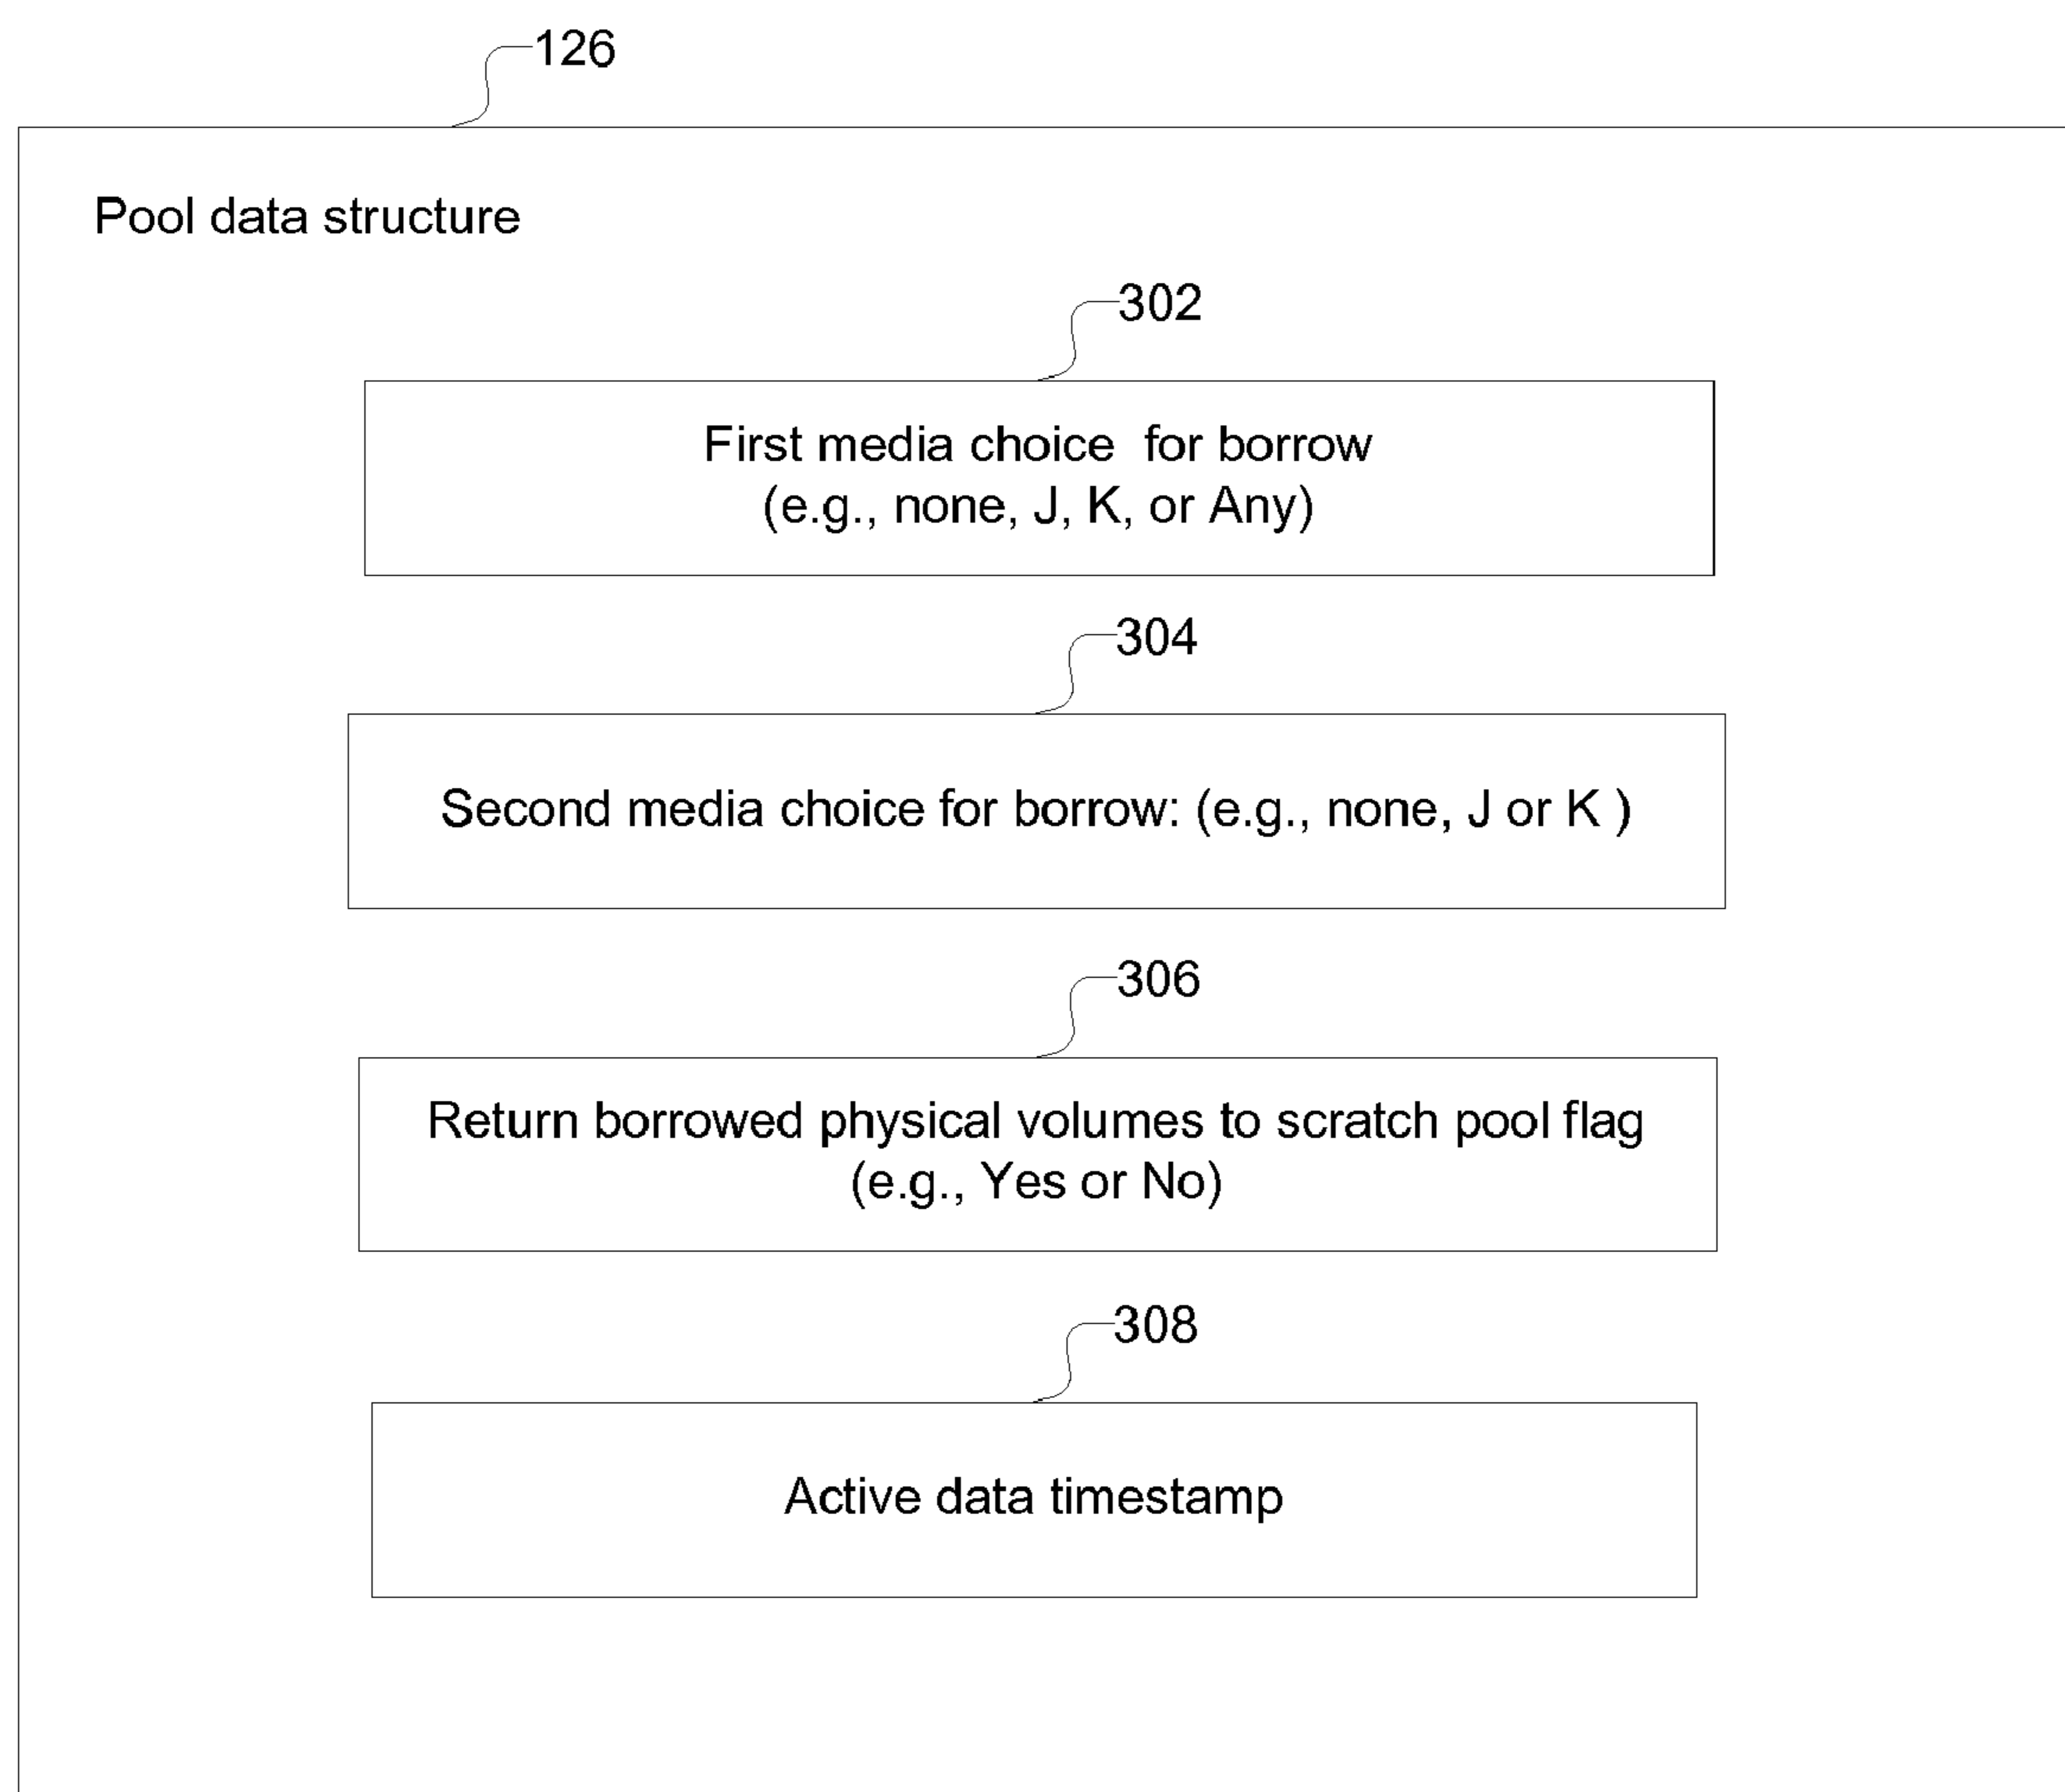 126
Pool data structure
302
First media choice for borrow
(e.g., none, J, K, or Any)
304
Second media choice for borrow: (e.g., none, J or K )
306
Return borrowed physical volumes to scratch pool flag
(e.g., Yes or No)
308
Active data timestamp